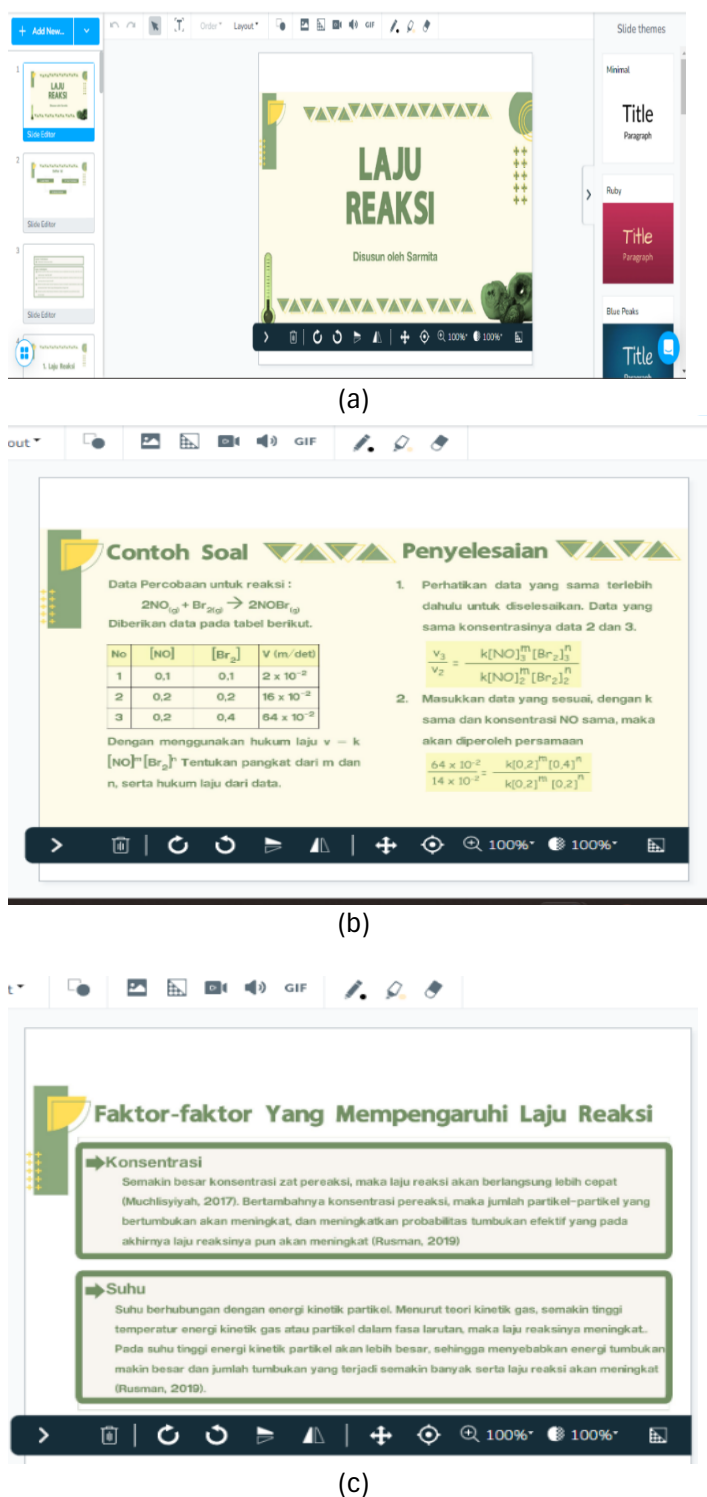 + Add New...
Order
Layout
GIF
Slide themes
1
LAJU
REAKSI
Slide Editor
2
Slide Editor
3
Slide Editor
4
1. Laju Reaksi
LAJU
REAKSI
Disusun oleh Sarmita
100%
100%
Minimal
Title
Paragraph
Ruby
Title
Paragraph
Blue Peaks
Title
(a)
out
GIF
Contoh Soal
Data Percobaan untuk reaksi :
2NO(g) + Br2(g) → 2NOBr(g)
Diberikan data pada tabel berikut.
No [NO] [Br2] V (m/det)
1 0,1 0,1 2 x 10⁻²
2 0,2 0,2 16 x 10⁻²
3 0,2 0,4 64 x 10⁻²
Dengan menggunakan hukum laju v = k
[NO]ᵐ[Br2]ⁿ Tentukan pangkat dari m dan
n, serta hukum laju dari data.
Penyelesaian
1. Perhatikan data yang sama terlebih
dahulu untuk diselesaikan. Data yang
sama konsentrasinya data 2 dan 3.
v3/v2 = k[NO]3ᵐ[Br2]3ⁿ / k[NO]2ᵐ[Br2]2ⁿ
2. Masukkan data yang sesuai, dengan k
sama dan konsentrasi NO sama, maka
akan diperoleh persamaan
64 x 10⁻² / 14 x 10⁻² = k[0,2]ᵐ[0,4]ⁿ / k[0,2]ᵐ [0,2]ⁿ
100%
100%
(b)
t
GIF
Faktor-faktor Yang Mempengaruhi Laju Reaksi
Konsentrasi
Semakin besar konsentrasi zat pereaksi, maka laju reaksi akan berlangsung lebih cepat
(Muchlisyiyah, 2017). Bertambahnya konsentrasi pereaksi, maka jumlah partikel-partikel yang
bertumbukan akan meningkat, dan meningkatkan probabilitas tumbukan efektif yang pada
akhirnya laju reaksinya pun akan meningkat (Rusman, 2019)
Suhu
Suhu berhubungan dengan energi kinetik partikel. Menurut teori kinetik gas, semakin tinggi
temperatur energi kinetik gas atau partikel dalam fasa larutan, maka laju reaksinya meningkat..
Pada suhu tinggi energi kinetik partikel akan lebih besar, sehingga menyebabkan energi tumbukan
makin besar dan jumlah tumbukan yang terjadi semakin banyak serta laju reaksi akan meningkat
(Rusman, 2019).
100%
100%
(c)